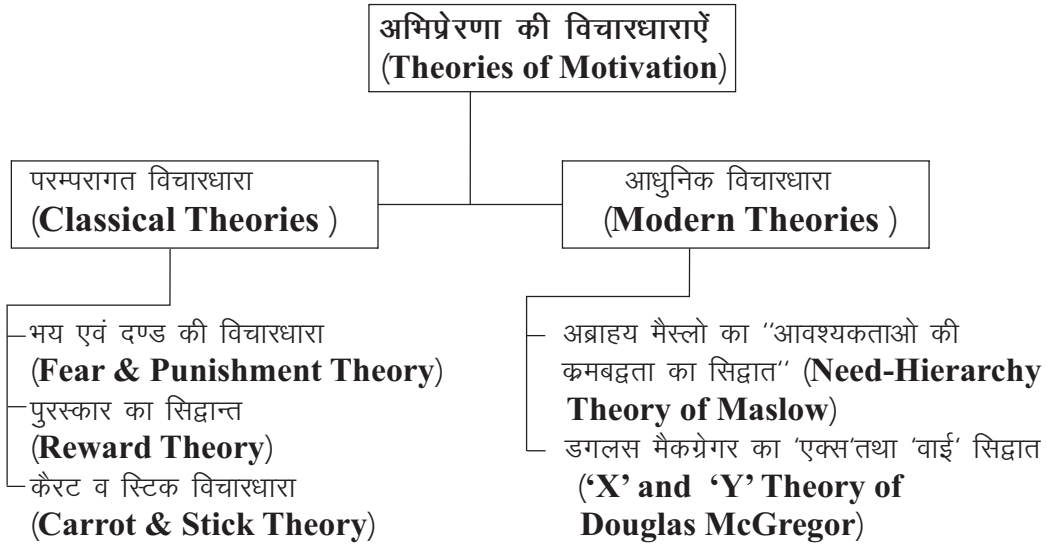 अभिप्रेरणा की विचारधाराऐं
(Theories of Motivation)
परम्परागत विचारधारा
(Classical Theories )
भय एवं दण्ड की विचारधारा
(Fear & Punishment Theory)
पुरस्कार का सिद्वान्त
(Reward Theory)
कैरट व स्टिक विचारधारा
(Carrot & Stick Theory)
आधुनिक विचारधारा
(Modern Theories )
अब्राहय मैस्लो का ''आवश्यकताओ की
क्रमबद्वता का सिद्वात'' (Need-Hierarchy
Theory of Maslow)
डगलस मैकग्रेगर का 'एक्स'तथा 'वाई' सिद्वात
(‘X’ and ‘Y’ Theory of
Douglas McGregor)